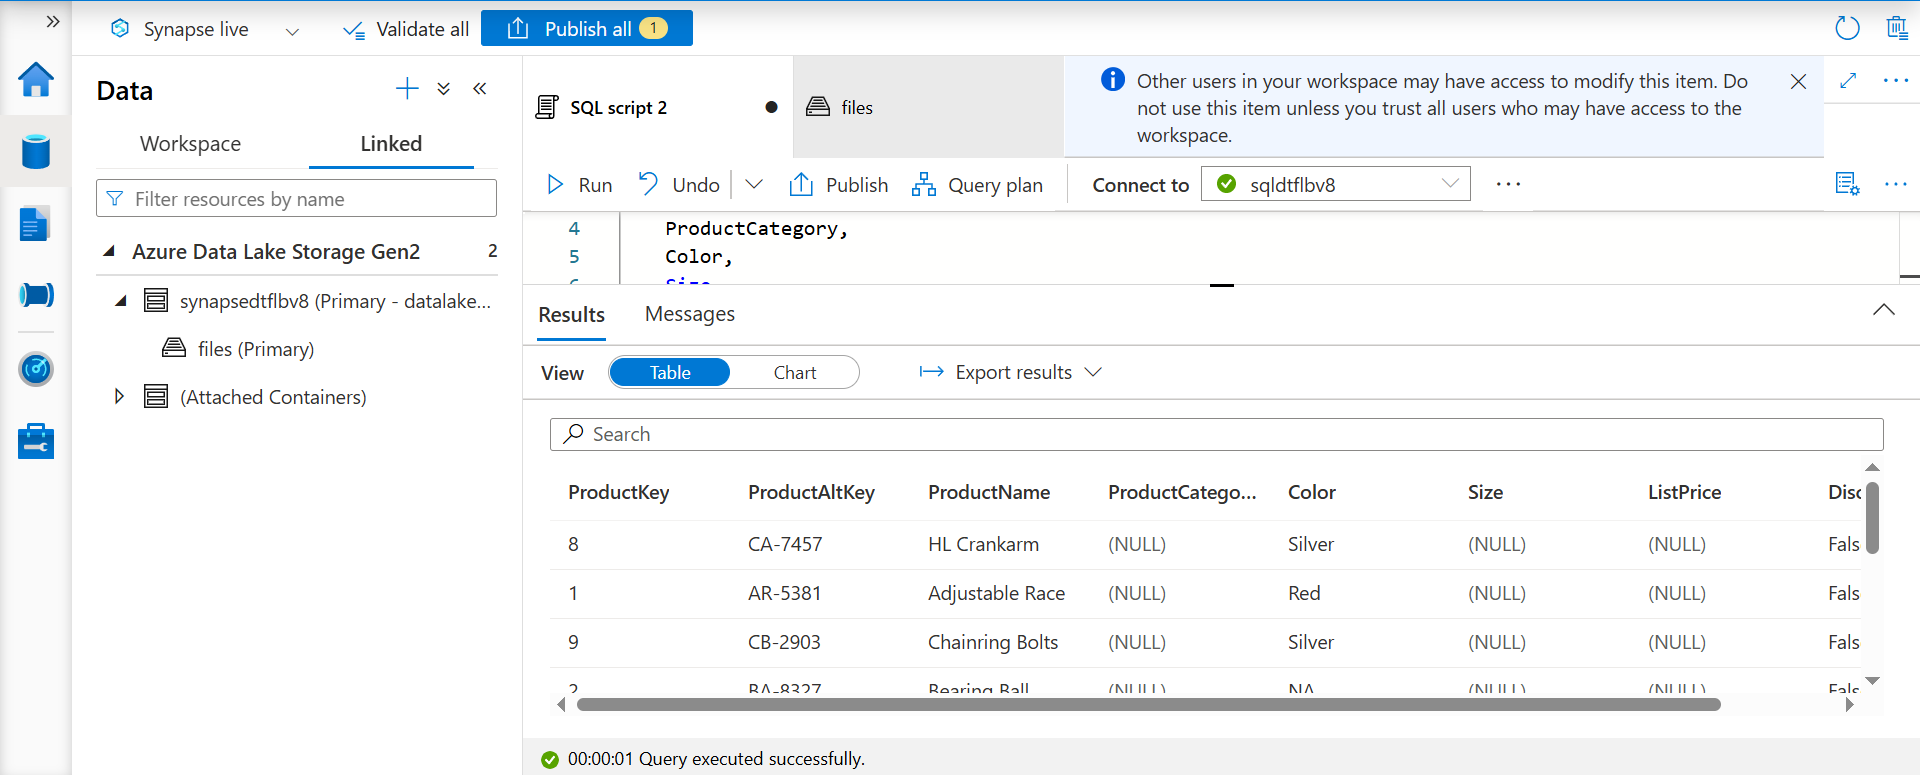 Synapse live
Validate all
Publish all 1
Data
Workspace
Linked
Filter resources by name
Azure Data Lake Storage Gen2 2
synapsedtflbv8 (Primary - datalake...
files (Primary)
(Attached Containers)
SQL script 2
files
Other users in your workspace may have access to modify this item. Do
not use this item unless you trust all users who may have access to the
workspace.
Run
Undo
Publish
Query plan
Connect to
sqldtflbv8
4 ProductCategory,
5 Color,
6 Size
Results
Messages
View
Table
Chart
Export results
Search
ProductKey ProductAltKey ProductName ProductCatego... Color Size ListPrice Disc
8 CA-7457 HL Crankarm (NULL) Silver (NULL) (NULL) Fals
1 AR-5381 Adjustable Race (NULL) Red (NULL) (NULL) Fals
9 CB-2903 Chainring Bolts (NULL) Silver (NULL) (NULL) Fals
2 BA-8327 Bearing Ball (NULL) NA (NULL) (NULL) Fals
00:00:01 Query executed successfully.